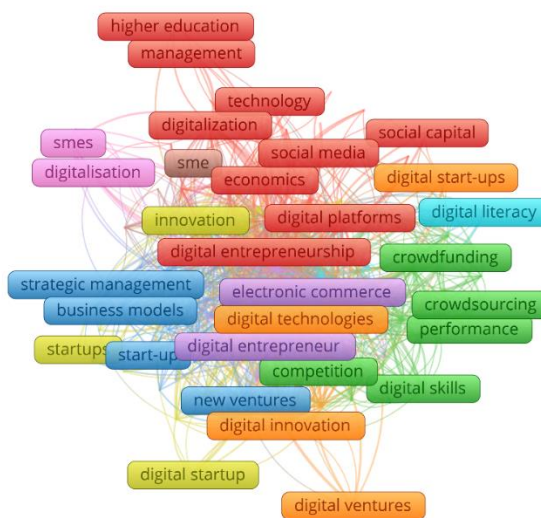 higher education
management
technology
digitalization
social capital
smes
social media
digitalisation
sme
economics
digital start-ups
innovation
digital platforms
digital literacy
digital entrepreneurship
crowdfunding
strategic management
electronic commerce
business models
crowdsourcing
digital technologies
performance
startups
start-up
digital entrepreneur
competition
digital skills
new ventures
digital innovation
digital startup
digital ventures